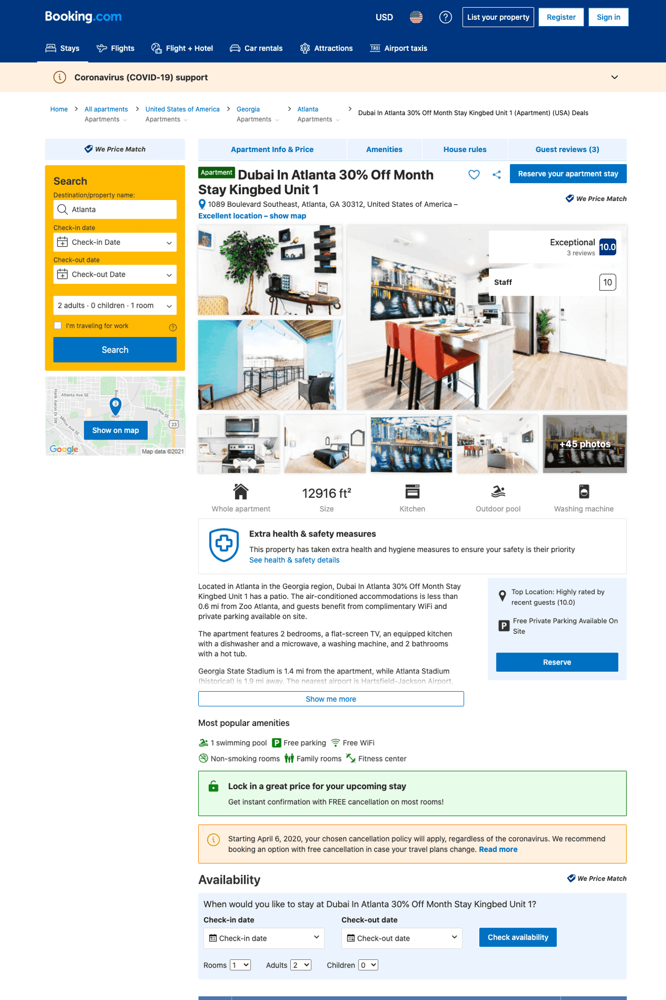 Booking.com
USD
List your property
Register
Sign in
Stays
Flights
Flight + Hotel
Car rentals
Attractions
TAXI Airport taxis
Coronavirus (COVID-19) support
Home
All apartments
Apartments
United States of America
Apartments
Georgia
Apartments
Atlanta
Apartments
Dubai In Atlanta 30% Off Month Stay Kingbed Unit 1 (Apartment) (USA) Deals
We Price Match
Search
Destination/property name:
Atlanta
Check-in date
Check-in Date
Check-out date
Check-out Date
2 adults · 0 children · 1 room
I'm traveling for work
Search
Atlanta Ave SE
Hank Aaron Dr SW
Milton Ave SE
United Ave SE
23
Show on map
Google
Map data ©2021
Apartment Info & Price
Amenities
House rules
Guest reviews (3)
Apartment Dubai In Atlanta 30% Off Month
Stay Kingbed Unit 1
Reserve your apartment stay
We Price Match
1089 Boulevard Southeast, Atlanta, GA 30312, United States of America –
Excellent location – show map
Exceptional
3 reviews
10.0
Staff
10
+45 photos
Whole apartment
12916 ft²
Size
Kitchen
Outdoor pool
Washing machine
Extra health & safety measures
This property has taken extra health and hygiene measures to ensure your safety is their priority
See health & safety details
Located in Atlanta in the Georgia region, Dubai In Atlanta 30% Off Month Stay
Kingbed Unit 1 has a patio. The air-conditioned accommodations is less than
0.6 mi from Zoo Atlanta, and guests benefit from complimentary WiFi and
private parking available on site.
The apartment features 2 bedrooms, a flat-screen TV, an equipped kitchen
with a dishwasher and a microwave, a washing machine, and 2 bathrooms
with a hot tub.
Georgia State Stadium is 1.4 mi from the apartment, while Atlanta Stadium
(historical) is 1.9 mi away. The nearest airport is Hartsfield-Jackson Airport,
Show me more
Top Location: Highly rated by
recent guests (10.0)
P
Free Private Parking Available On
Site
Reserve
Most popular amenities
1 swimming pool
P Free parking
Free WiFi
Non-smoking rooms
Family rooms
Fitness center
Lock in a great price for your upcoming stay
Get instant confirmation with FREE cancellation on most rooms!
Starting April 6, 2020, your chosen cancellation policy will apply, regardless of the coronavirus. We recommend
booking an option with free cancellation in case your travel plans change. Read more
Availability
We Price Match
When would you like to stay at Dubai In Atlanta 30% Off Month Stay Kingbed Unit 1?
Check-in date
Check-out date
Check-in date
Check-out date
Check availability
Rooms 1
Adults 2
Children 0